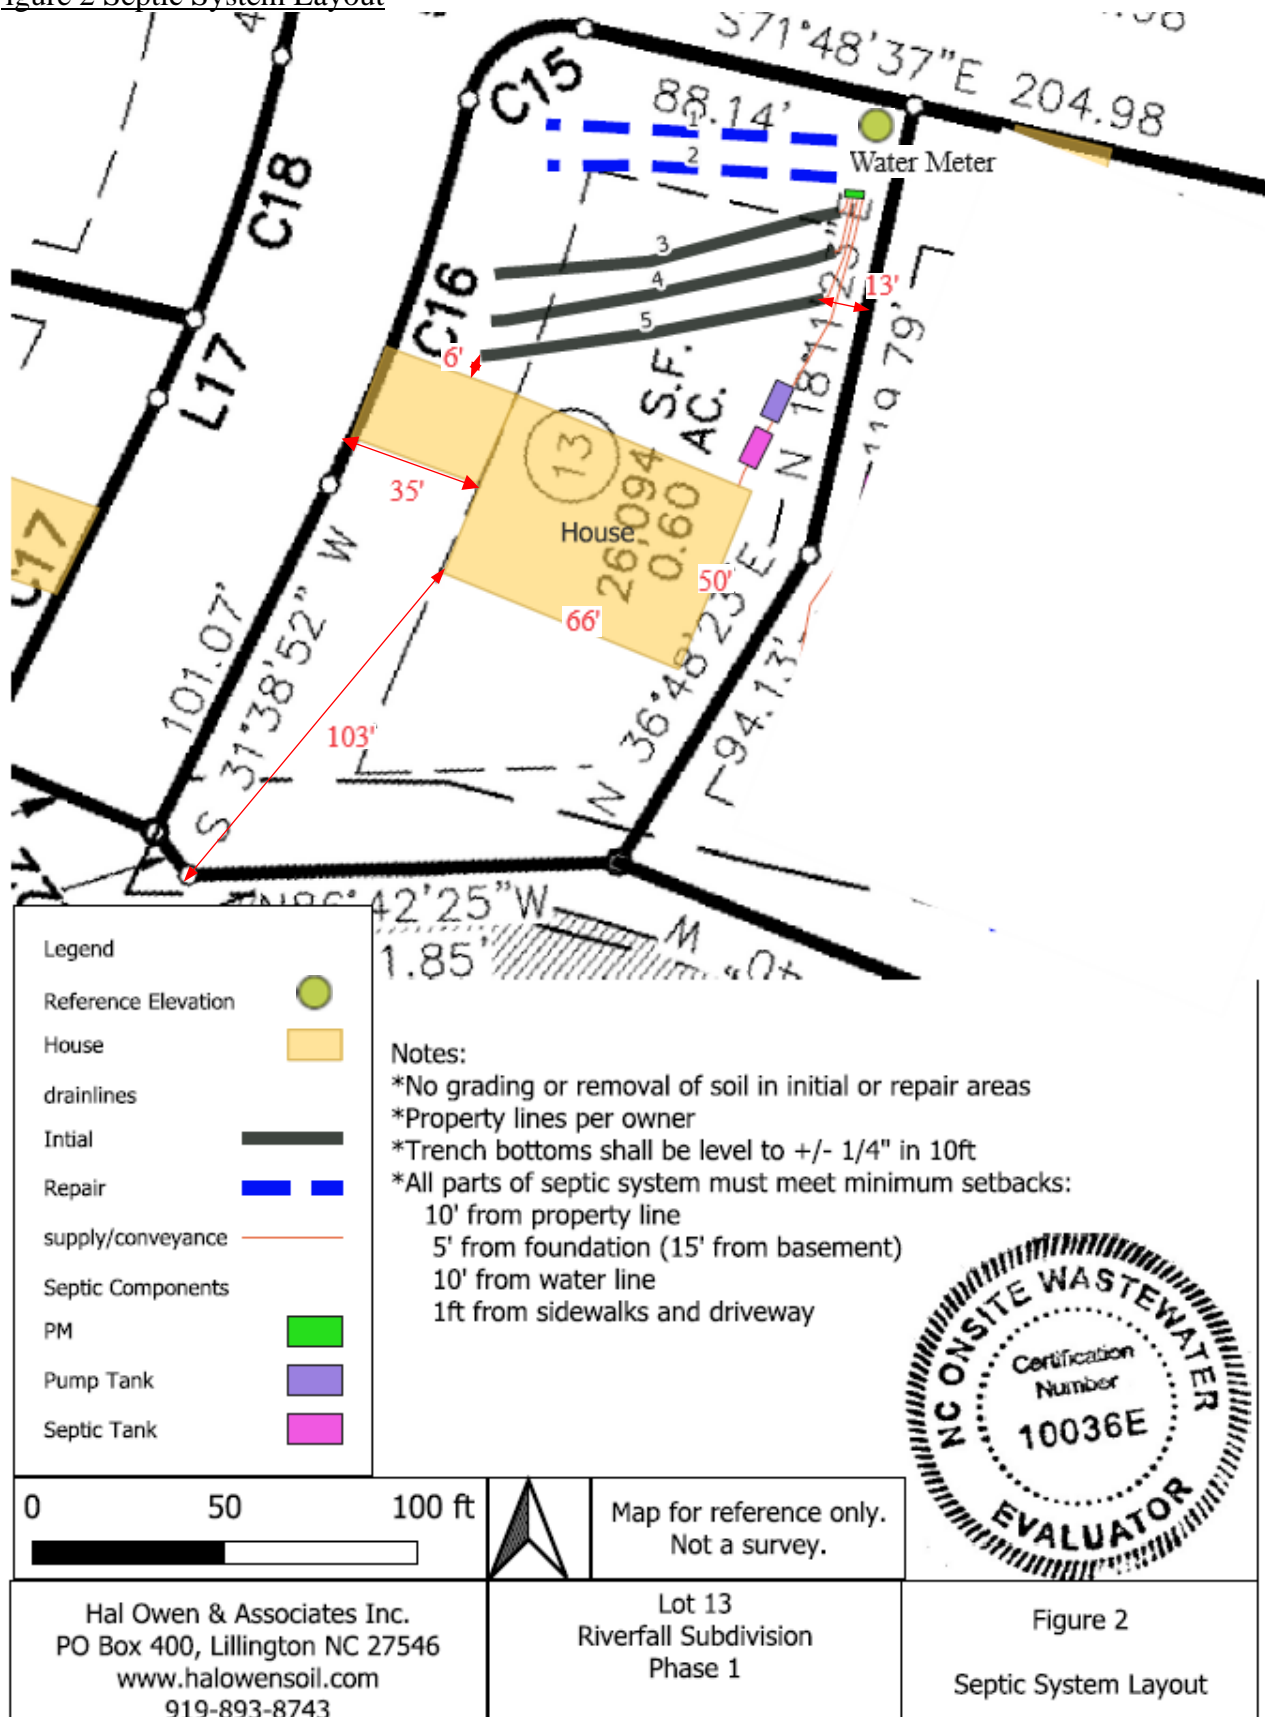 igure 2 Septic System Layout
S71°48'37"E 204.98
88.14'
C15
1
2
Water Meter
C18
3
4
5
C16
13'
6'
L17
S.F.
AC.
N 18°11'23" E
119.79'
13
35'
House
26,094
0.60
50'
66'
C17
101.07'
S 31°38'52" W
103'
N 36°48'23" E
94.13'
N86°42'25"W
1.85'
W
Legend
Reference Elevation
House
drainlines
Intial
Repair
supply/conveyance
Septic Components
PM
Pump Tank
Septic Tank
Notes:
*No grading or removal of soil in initial or repair areas
*Property lines per owner
*Trench bottoms shall be level to +/- 1/4" in 10ft
*All parts of septic system must meet minimum setbacks:
10' from property line
5' from foundation (15' from basement)
10' from water line
1ft from sidewalks and driveway
NC ONSITE WASTEWATER
Certification
Number
10036E
EVALUATOR
0 50 100 ft
Map for reference only.
Not a survey.
Hal Owen & Associates Inc.
PO Box 400, Lillington NC 27546
www.halowensoil.com
919-893-8743
Lot 13
Riverfall Subdivision
Phase 1
Figure 2
Septic System Layout